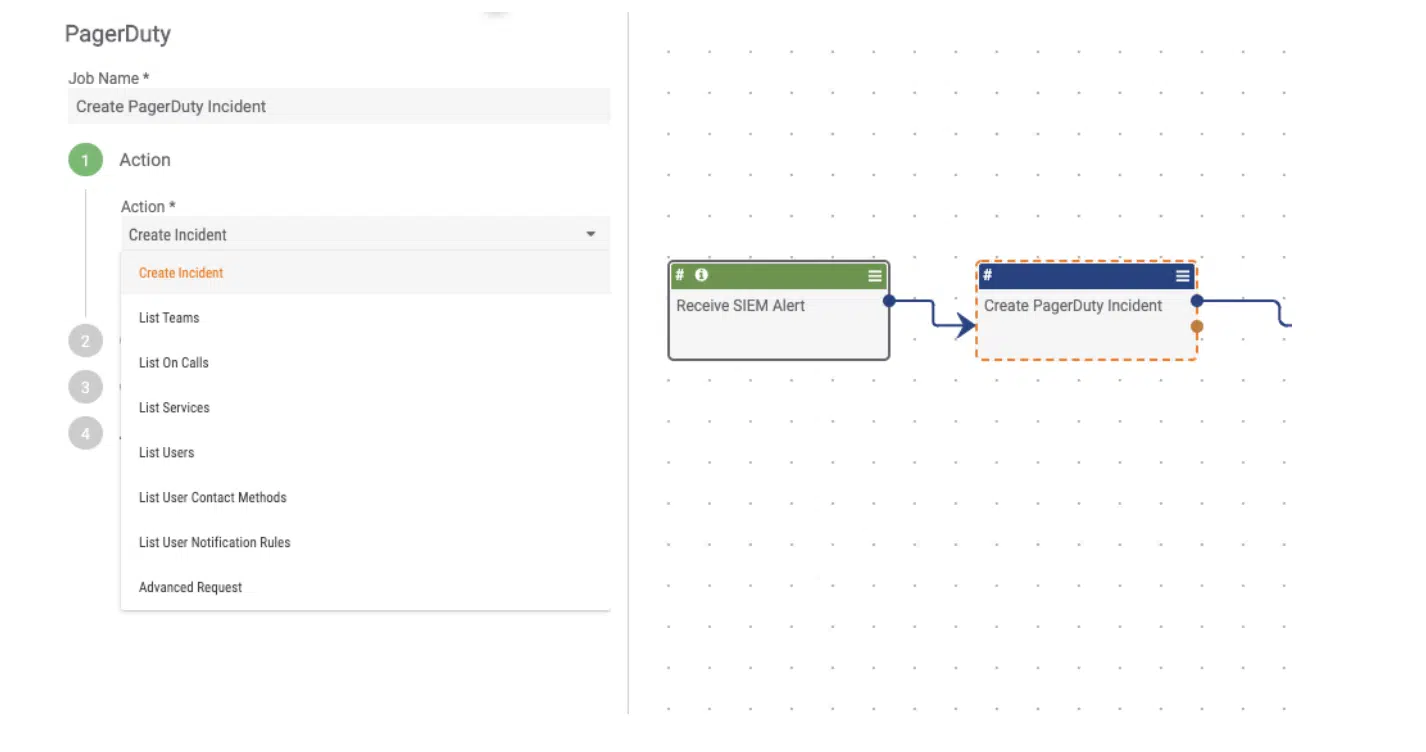 PagerDuty
Job Name *
Create PagerDuty Incident
1 Action
Action *
Create Incident
Create Incident
List Teams
List On Calls
List Services
List Users
List User Contact Methods
List User Notification Rules
Advanced Request
2
3
4
#
Receive SIEM Alert
#
Create PagerDuty Incident